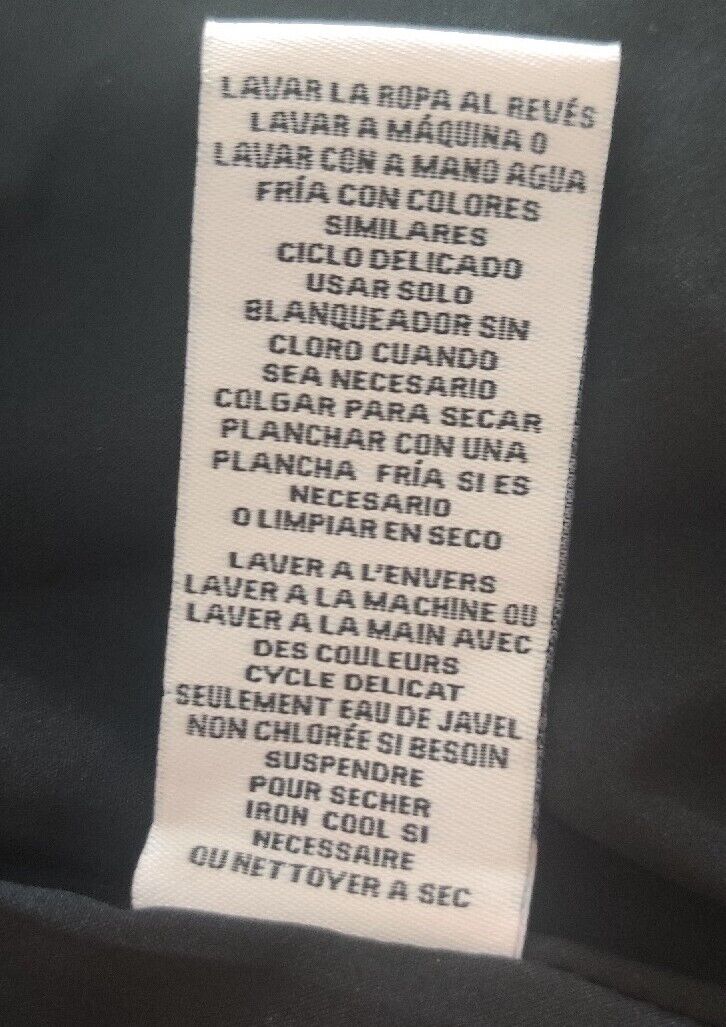 LAVAR LA ROPA AL REVÉS
LAVAR A MÁQUINA O
LAVAR CON A MANO AGUA
FRÍA CON COLORES
SIMILARES
CICLO DELICADO
USAR SOLO
BLANQUEADOR SIN
CLORO CUANDO
SEA NECESARIO
COLGAR PARA SECAR
PLANCHAR CON UNA
PLANCHA FRÍA SI ES
NECESARIO
O LIMPIAR EN SECO
LAVER A L'ENVERS
LAVER A LA MACHINE OU
LAVER A LA MAIN AVEC
DES COULEURS
CYCLE DELICAT
SEULEMENT EAU DE JAVEL
NON CHLORÉE SI BESOIN
SUSPENDRE
POUR SECHER
IRON COOL SI
NECESSAIRE
OU NETTOYER A SEC